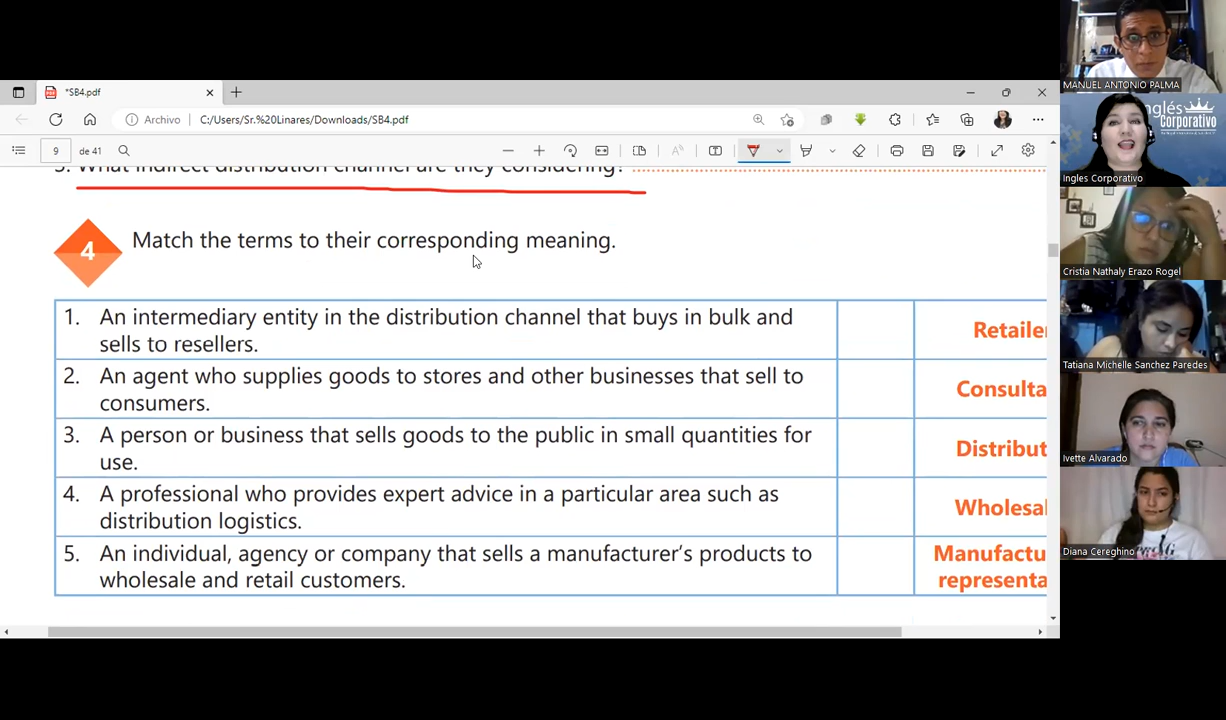 *SB4.pdf
Archivo
C:/Users/Sr.%20Linares/Downloads/SB4.pdf
9
de 41
3. What indirect distribution channel are they considering?
4
Match the terms to their corresponding meaning.
1. An intermediary entity in the distribution channel that buys in bulk and
sells to resellers.
Retailer
2. An agent who supplies goods to stores and other businesses that sell to
consumers.
Consulta
3. A person or business that sells goods to the public in small quantities for
use.
Distribut
4. A professional who provides expert advice in a particular area such as
distribution logistics.
Wholesal
5. An individual, agency or company that sells a manufacturer's products to
wholesale and retail customers.
Manufactu
representa
MANUEL ANTONIO PALMA
Inglés
Corporativo
Ingles Corporativo
Cristia Nathaly Erazo Rogel
Tatiana Michelle Sanchez Paredes
Ivette Alvarado
Diana Cereghino